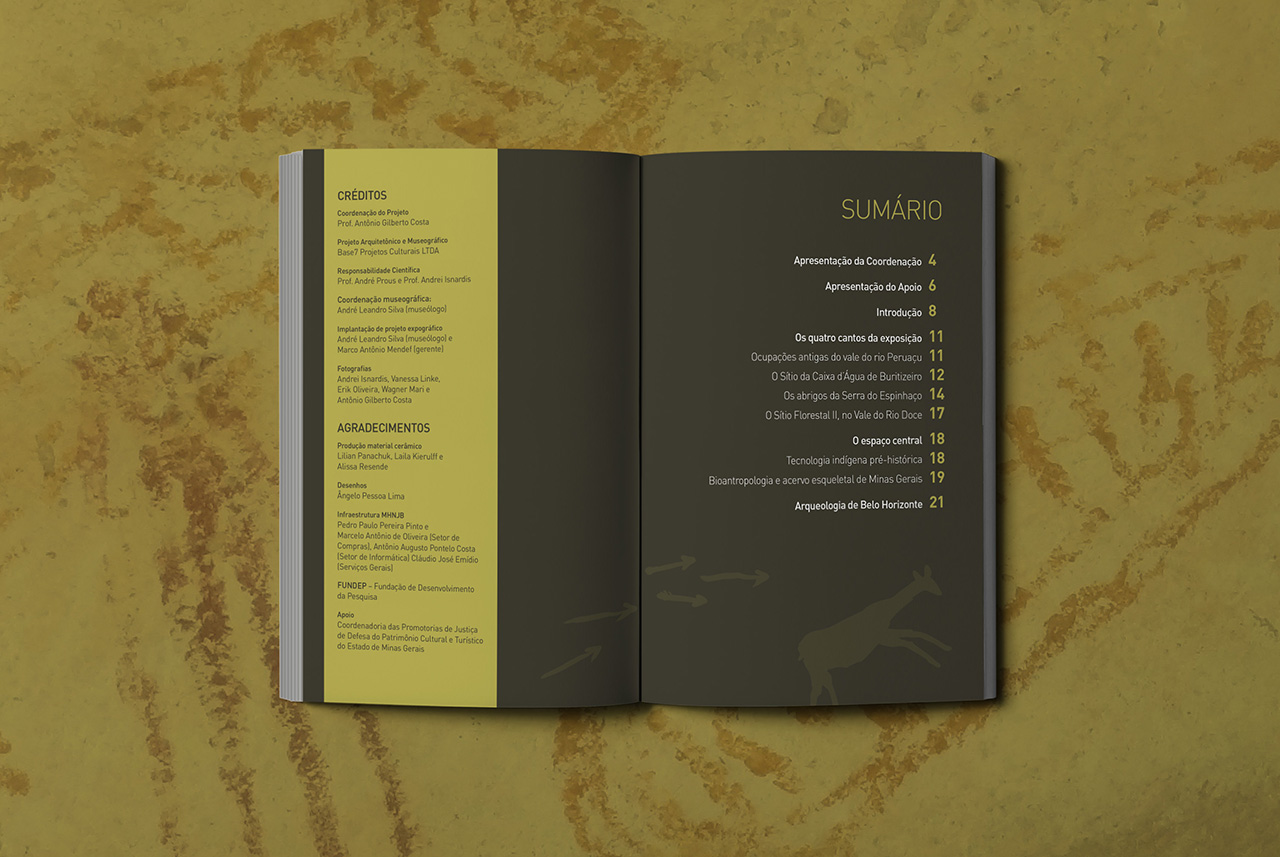 CRÉDITOS
Coordenação do Projeto
Prof. Antônio Gilberto Costa
Projeto Arquitetônico e Museográfico
Base7 Projetos Culturais LTDA
Responsabilidade Científica
Prof. André Prous e Prof. Andrei Isnardis
Coordenação museográfica:
André Leandro Silva (museólogo)
Implantação de projeto expográfico
André Leandro Silva (museólogo) e
Marco Antônio Mendef (gerente)
Fotografias
Andrei Isnardis, Vanessa Linke,
Erik Oliveira, Wagner Mari e
Antônio Gilberto Costa
AGRADECIMENTOS
Produção material cerâmico
Lilian Panachuk, Laila Kierulff e
Alissa Resende
Desenhos
Ângelo Pessoa Lima
Infraestrutura MHNJB
Pedro Paulo Pereira Pinto e
Marcelo Antônio de Oliveira (Setor de
Compras), Antônio Augusto Pontelo Costa
(Setor de Informática) Cláudio José Emídio
(Serviços Gerais)
FUNDEP – Fundação de Desenvolvimento
da Pesquisa
Apoio
Coordenadoria das Promotorias de Justiça
de Defesa do Patrimônio Cultural e Turístico
do Estado de Minas Gerais
SUMÁRIO
Apresentação da Coordenação 4
Apresentação do Apoio 6
Introdução 8
Os quatro cantos da exposição 11
Ocupações antigas do vale do rio Peruaçu 11
O Sítio da Caixa d'Água de Buritizeiro 12
Os abrigos da Serra do Espinhaço 14
O Sítio Florestal II, no Vale do Rio Doce 17
O espaço central 18
Tecnologia indígena pré-histórica 18
Bioantropologia e acervo esqueletal de Minas Gerais 19
Arqueologia de Belo Horizonte 21